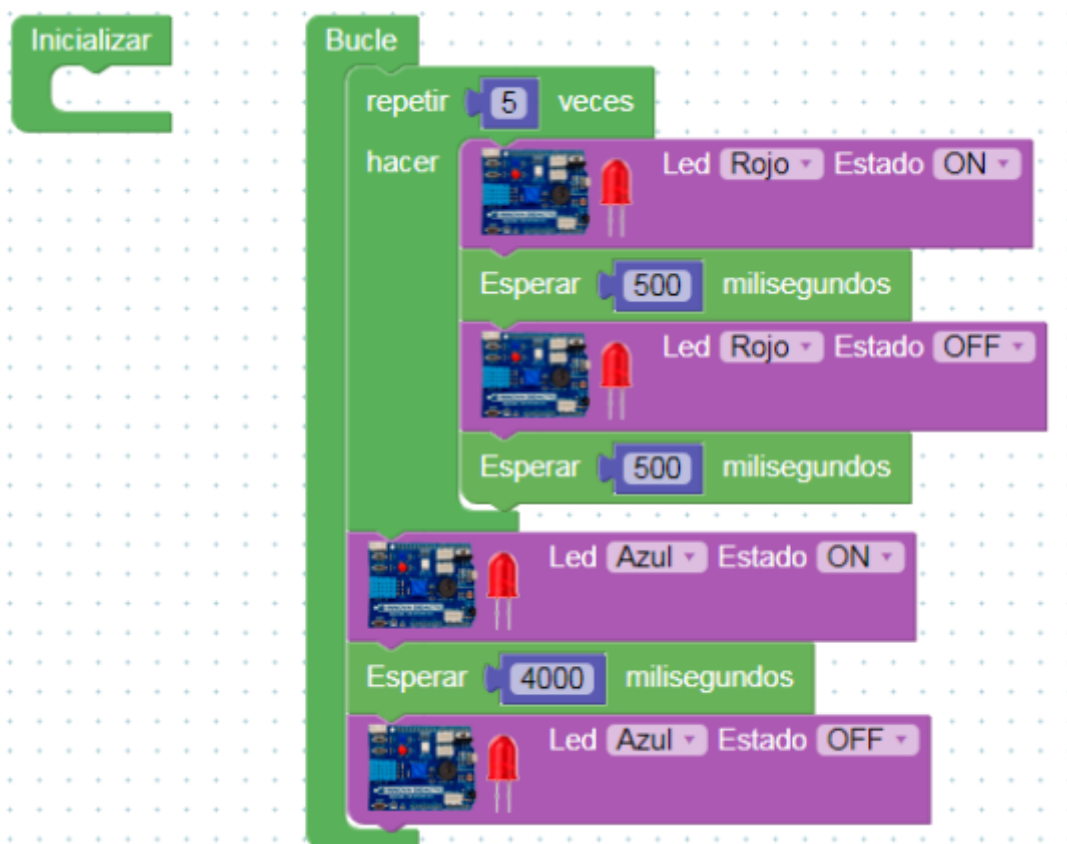 Inicializar
Bucle
repetir 5 veces
hacer
Led Rojo Estado ON
Esperar 500 milisegundos
Led Rojo Estado OFF
Esperar 500 milisegundos
Led Azul Estado ON
Esperar 4000 milisegundos
Led Azul Estado OFF